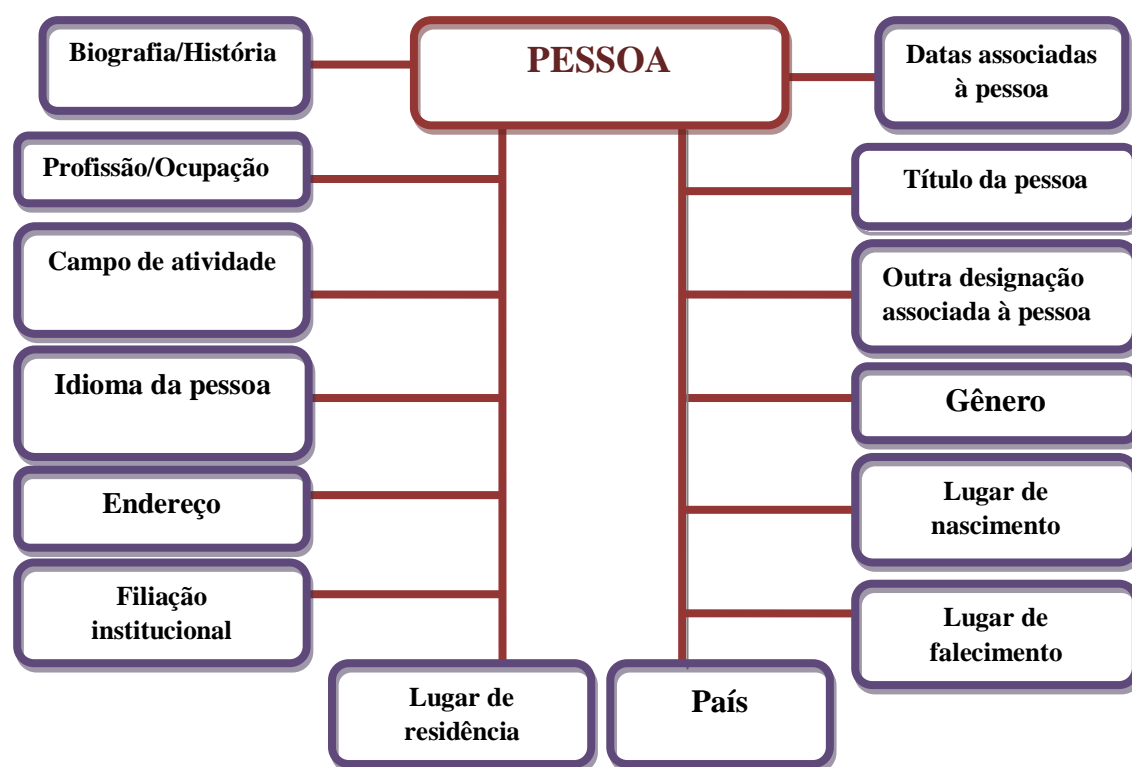 PESSOA
Biografia/História
Profissão/Ocupação
Campo de atividade
Idioma da pessoa
Endereço
Filiação
institucional
Lugar de
residência
Datas associadas
à pessoa
Título da pessoa
Outra designação
associada à pessoa
Gênero
Lugar de
nascimento
Lugar de
falecimento
País